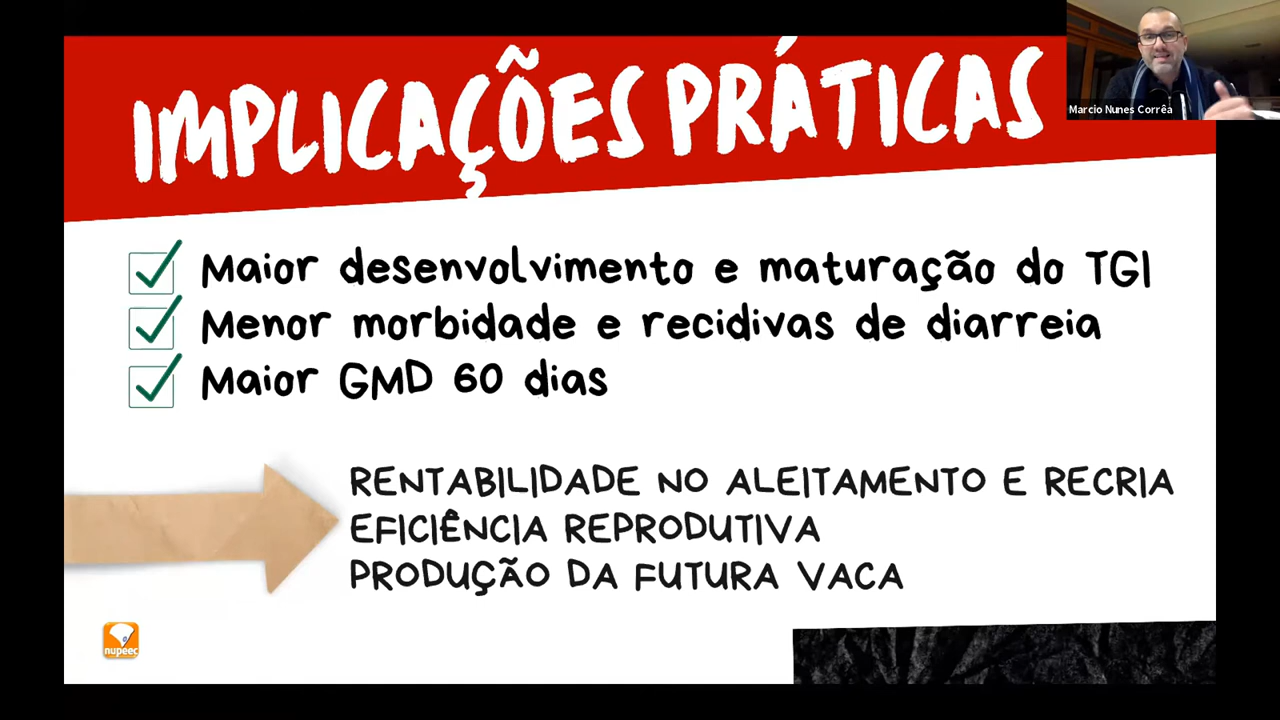 IMPLICAÇÕES PRÁTICAS
Marcio Nunes Corrêa
Maior desenvolvimento e maturação do TGI
Menor morbidade e recidivas de diarreia
Maior GMD 60 dias
RENTABILIDADE NO ALEITAMENTO E RECRIA
EFICIÊNCIA REPRODUTIVA
PRODUÇÃO DA FUTURA VACA
nupeec